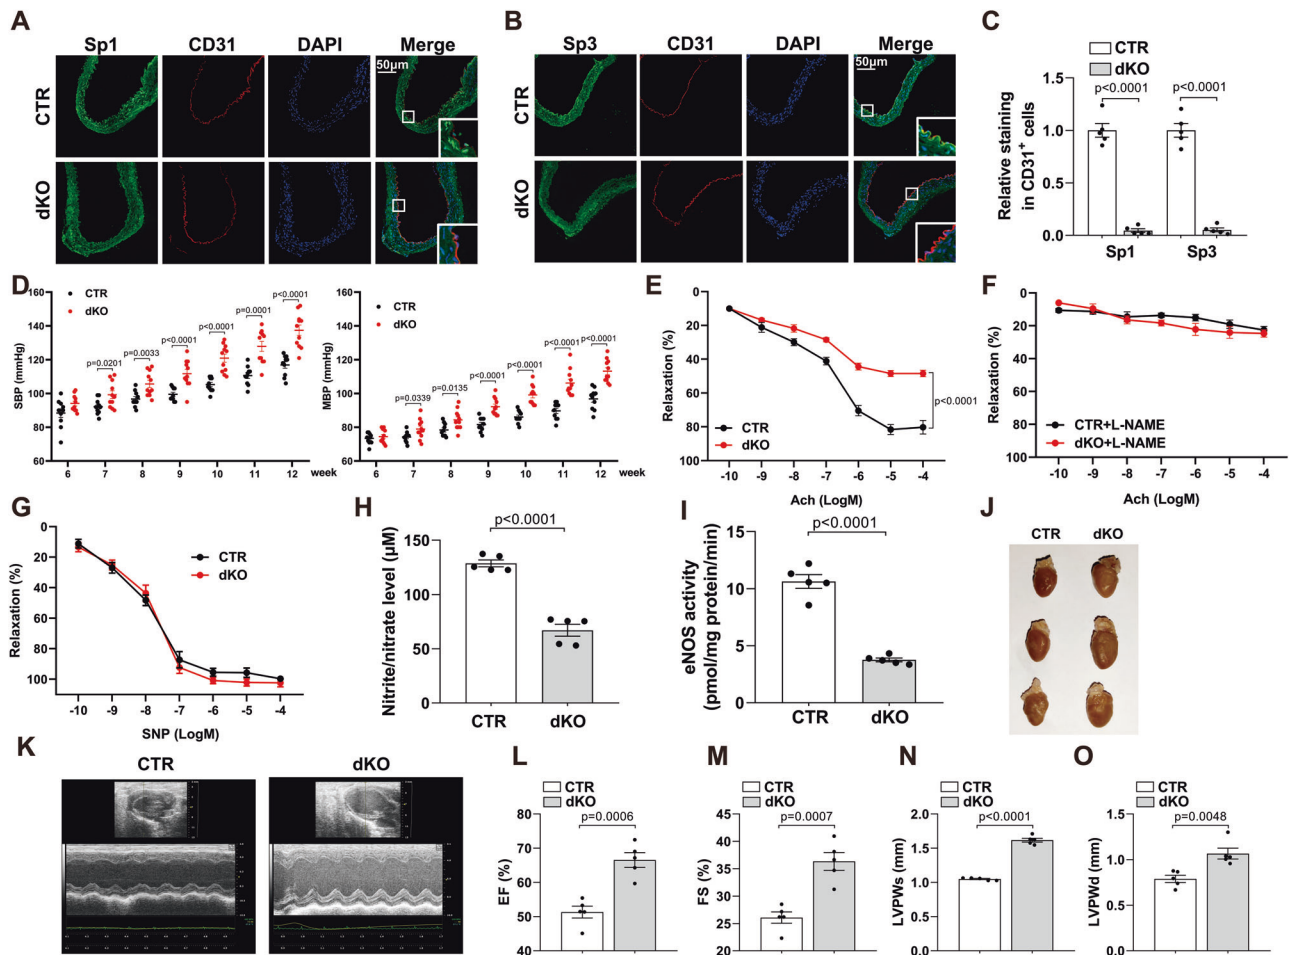 A
Sp1 CD31 DAPI Merge
50μm
CTR
dKO
B
Sp3 CD31 DAPI Merge
50μm
CTR
dKO
C
CTR
dKO
p<0.0001 p<0.0001
Relative staining
in CD31+ cells
1.5
1.0
0.5
0.0
Sp1 Sp3
D
CTR
dKO
SBP (mmHg)
160
140
120
100
80
60
p=0.0201
p=0.0033
p<0.0001
p<0.0001
p=0.0001
p<0.0001
6 7 8 9 10 11 12 week
CTR
dKO
MBP (mmHg)
160
140
120
100
80
60
p=0.0339
p=0.0135
p<0.0001
p<0.0001
p<0.0001
p<0.0001
6 7 8 9 10 11 12 week
E
Relaxation (%)
0
20
40
60
80
100
p<0.0001
CTR
dKO
-10 -9 -8 -7 -6 -5 -4
Ach (LogM)
F
Relaxation (%)
0
20
40
60
80
100
CTR+L-NAME
dKO+L-NAME
-10 -9 -8 -7 -6 -5 -4
Ach (LogM)
G
Relaxation (%)
0
20
40
60
80
100
CTR
dKO
-10 -9 -8 -7 -6 -5 -4
SNP (LogM)
H
p<0.0001
Nitrite/nitrate level (μM)
150
100
50
0
CTR dKO
I
p<0.0001
eNOS activity
(pmol/mg protein/min)
15
10
5
0
CTR dKO
J
CTR dKO
K
CTR dKO
L
CTR
dKO
p=0.0006
EF (%)
80
70
60
50
40
M
CTR
dKO
p=0.0007
FS (%)
45
40
35
30
25
20
N
CTR
dKO
p<0.0001
LVPWs (mm)
2.0
1.5
1.0
0.5
0.0
O
CTR
dKO
p=0.0048
LVPWd (mm)
2.0
1.5
1.0
0.5
0.0